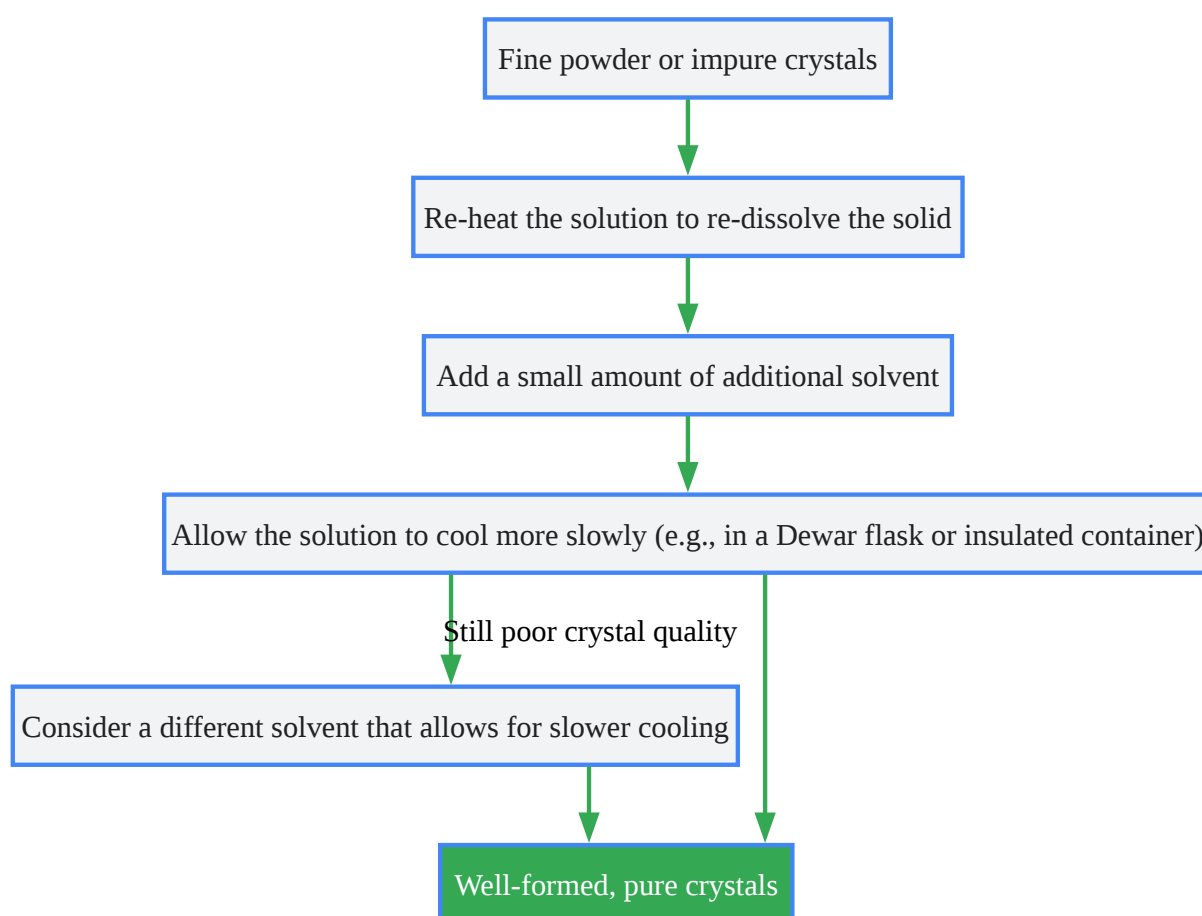 Fine powder or impure crystals
Re-heat the solution to re-dissolve the solid
Add a small amount of additional solvent
Allow the solution to cool more slowly (e.g., in a Dewar flask or insulated container)
Still poor crystal quality
Consider a different solvent that allows for slower cooling
Well-formed, pure crystals